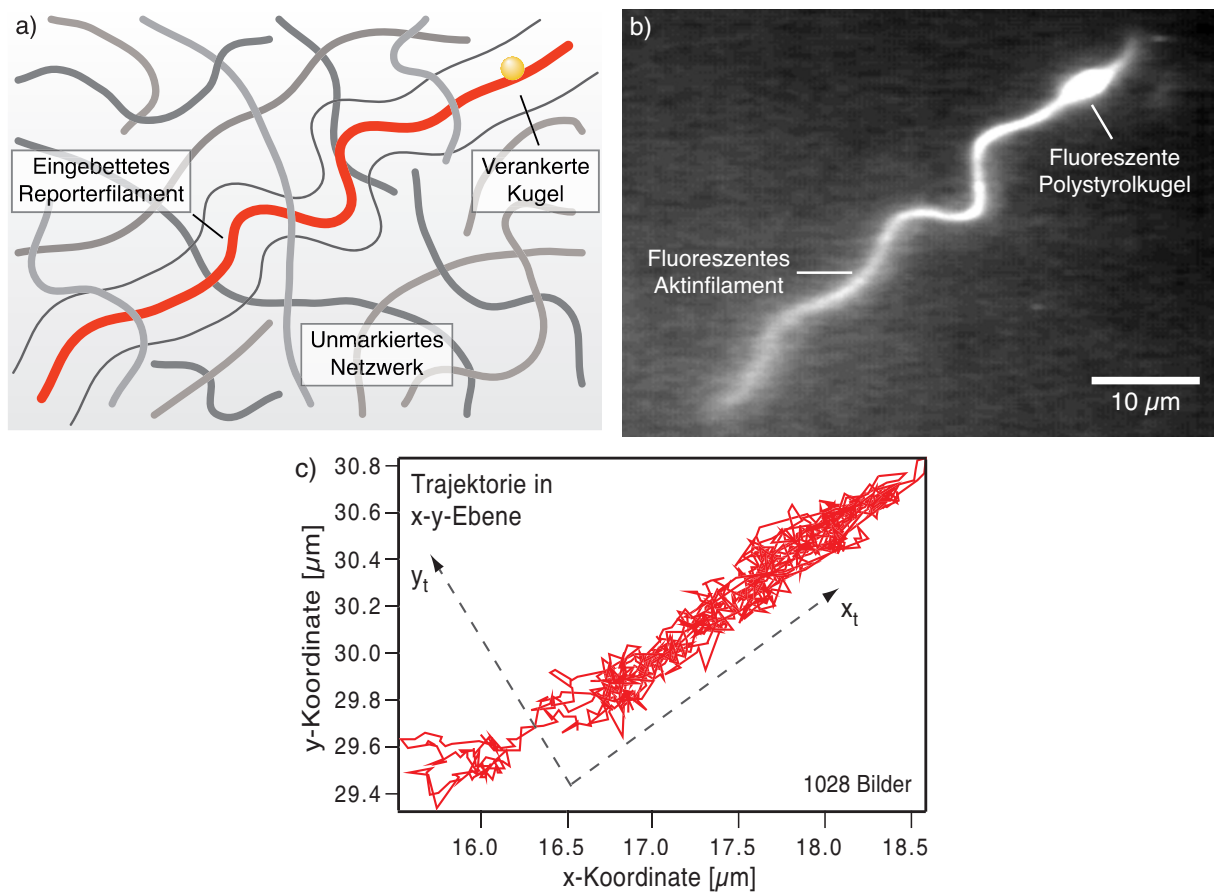 a)
Eingebettetes
Reporterfilament
Verankerte
Kugel
Unmarkiertes
Netzwerk
b)
Fluoreszente
Polystyrolkugel
Fluoreszentes
Aktinfilament
10 µm
c)
Trajektorie in
x-y-Ebene
y-Koordinate [µm]
30.8
30.6
30.4
30.2
30.0
29.8
29.6
29.4
yt
xt
1028 Bilder
16.0 16.5 17.0 17.5 18.0 18.5
x-Koordinate [µm]